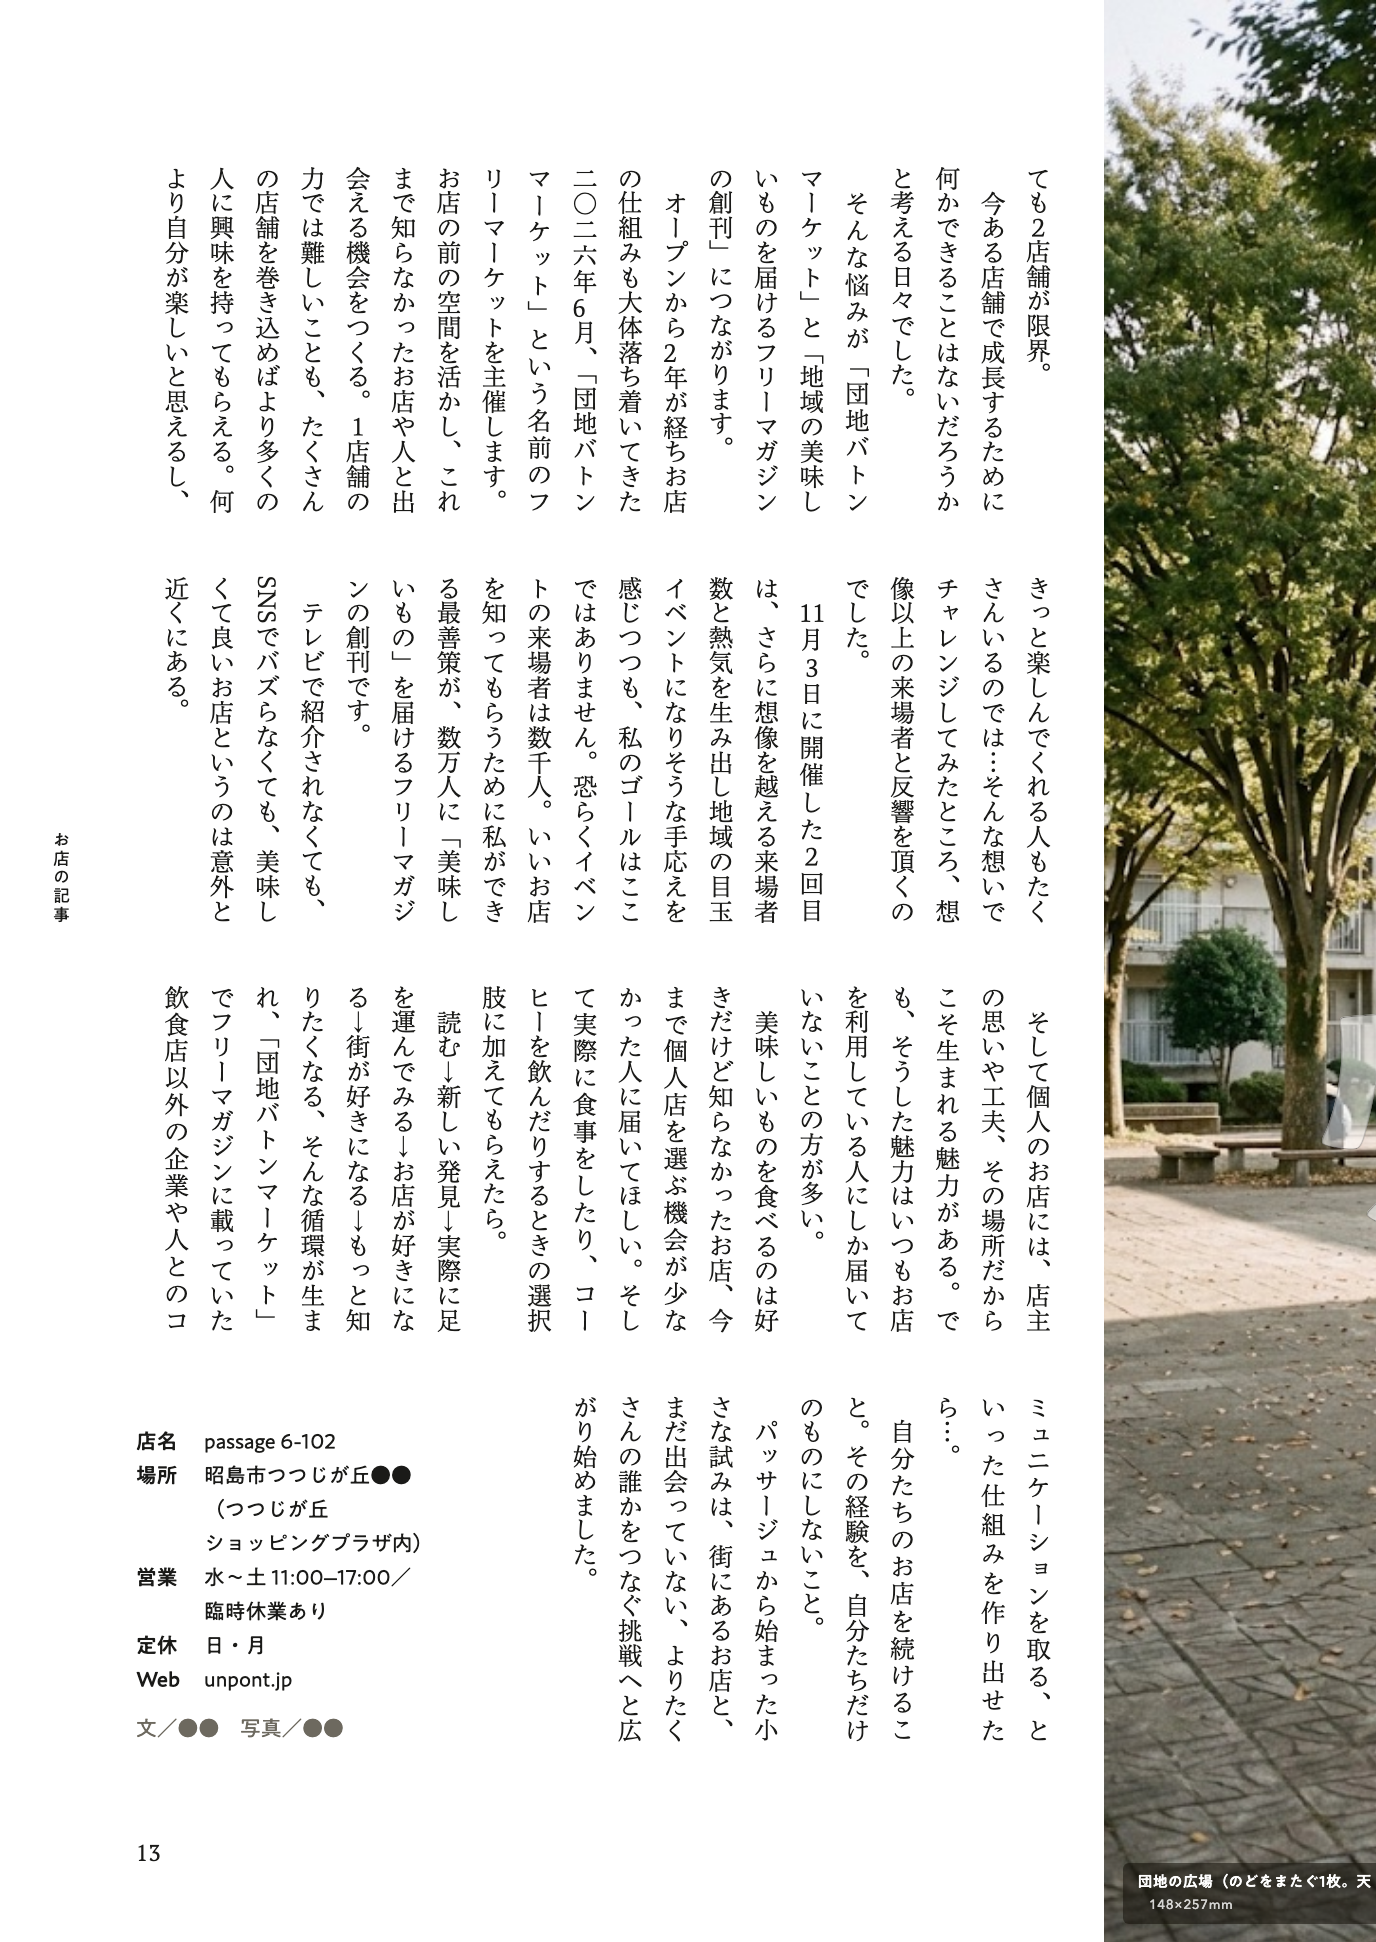 ても2店舗が限界。
今ある店舗で成長するために
何かできることはないだろうか
と考える日々でした。
そんな悩みが「団地バトン
マーケット」と「地域の美味し
いものを届けるフリーマガジン
の創刊」につながります。
オープンから2年が経ちお店
の仕組みも大体落ち着いてきた
二〇二六年6月、「団地バトン
マーケット」という名前のフ
リーマーケットを主催します。
お店の前の空間を活かし、これ
まで知らなかったお店や人と出
会える機会をつくる。1店舗の
力では難しいことも、たくさん
の店舗を巻き込めばより多くの
人に興味を持ってもらえる。何
より自分が楽しいと思えるし、
きっと楽しんでくれる人もたく
さんいるのでは…そんな想いで
チャレンジしてみたところ、想
像以上の来場者と反響を頂くの
でした。
11月3日に開催した2回目
は、さらに想像を越える来場者
数と熱気を生み出し地域の目玉
イベントになりそうな手応えを
感じつつも、私のゴールはここ
ではありません。恐らくイベン
トの来場者は数千人。いいお店
を知ってもらうために私ができ
る最善策が、数万人に「美味し
いもの」を届けるフリーマガジ
ンの創刊です。
テレビで紹介されなくても、
SNSでバズらなくても、美味し
くて良いお店というのは意外と
近くにある。
そして個人のお店には、店主
の思いや工夫、その場所だから
こそ生まれる魅力がある。で
も、そうした魅力はいつもお店
を利用している人にしか届いて
いないことの方が多い。
美味しいものを食べるのは好
きだけど知らなかったお店、今
まで個人店を選ぶ機会が少な
かった人に届いてほしい。そし
て実際に食事をしたり、コー
ヒーを飲んだりするときの選択
肢に加えてもらえたら。
読む→新しい発見→実際に足
を運んでみる→お店が好きにな
る→街が好きになる→もっと知
りたくなる、そんな循環が生ま
れ、「団地バトンマーケット」
でフリーマガジンに載っていた
飲食店以外の企業や人とのコ
ミュニケーションを取る、と
いった仕組みを作り出せた
ら…。
自分たちのお店を続けるこ
と。その経験を、自分たちだけ
のものにしないこと。
パッサージュから始まった小
さな試みは、街にあるお店と、
まだ出会っていない、よりたく
さんの誰かをつなぐ挑戦へと広
がり始めました。
店名 passage 6-102
場所 昭島市つつじが丘●●
（つつじが丘
ショッピングプラザ内）
営業 水〜土 11:00–17:00／
臨時休業あり
定休 日・月
Web unpont.jp
文／●● 写真／●●
お店の記事
13
団地の広場（のどをまたぐ1枚。天
148×257mm